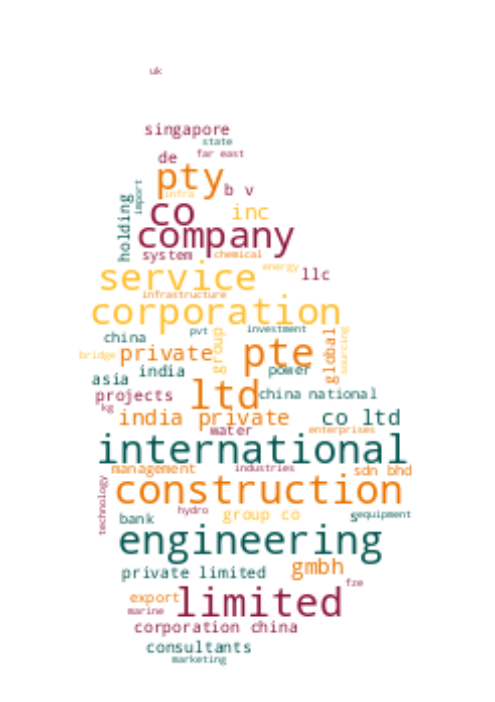 uk
singapore
state
de
far east
pty
b v
import
infra
holding
co
inc
company
system
chemical
service
energy
llc
infrastructure
corporation
china
pvt
investment
group
global
sourcing
bridge
private
pte
asia
india
power
projects
ltd
china national
kg
india private
co ltd
water
enterprises
international
management
industries
sdn bhd
technology
construction
hydro
bank
group co
s
equipment
engineering
private limited
gmbh
fze
export
limited
marine
corporation china
consultants
marketing